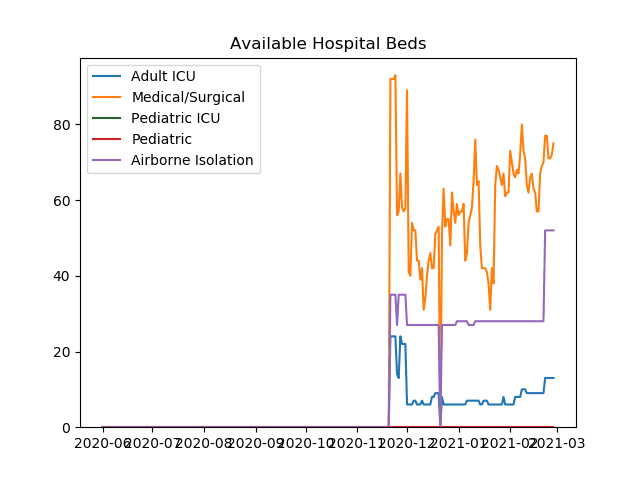 Available Hospital Beds
Adult ICU
Medical/Surgical
Pediatric ICU
Pediatric
Airborne Isolation
80
60
40
20
0
2020-06 2020-07 2020-08 2020-09 2020-10 2020-11 2020-12 2021-01 2021-02 2021-03